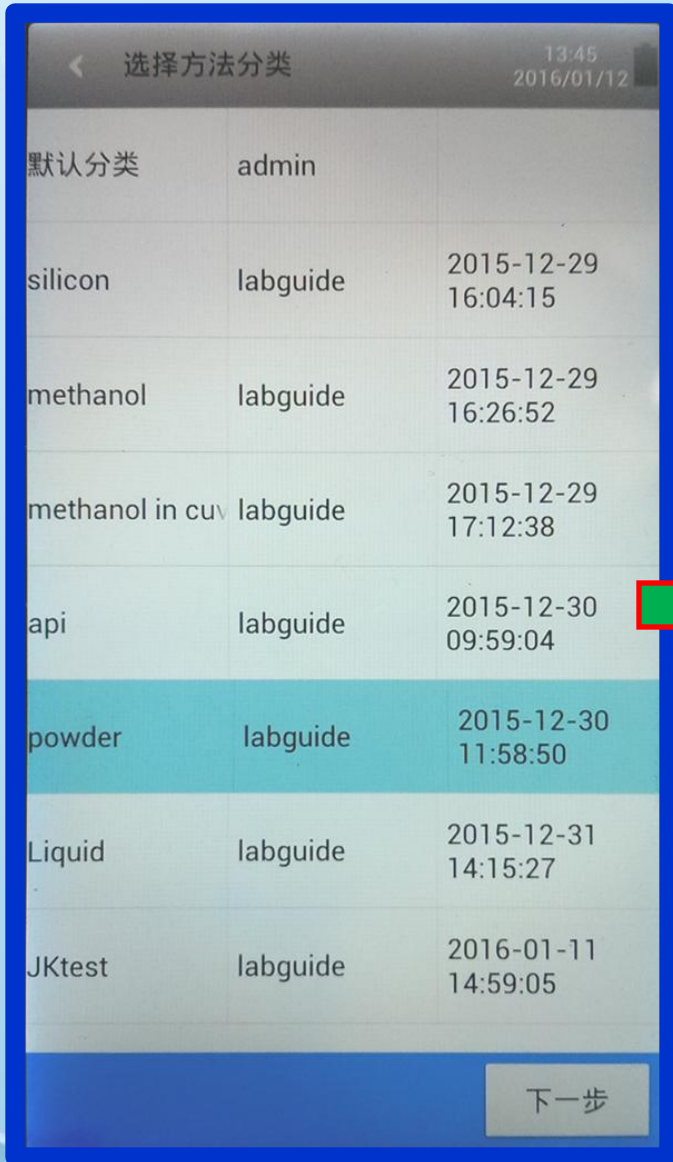 选择方法分类
13:45
2016/01/12
默认分类 admin
silicon labguide 2015-12-29
16:04:15
methanol labguide 2015-12-29
16:26:52
methanol in cuv labguide 2015-12-29
17:12:38
api labguide 2015-12-30
09:59:04
powder labguide 2015-12-30
11:58:50
Liquid labguide 2015-12-31
14:15:27
JKtest labguide 2016-01-11
14:59:05
下一步